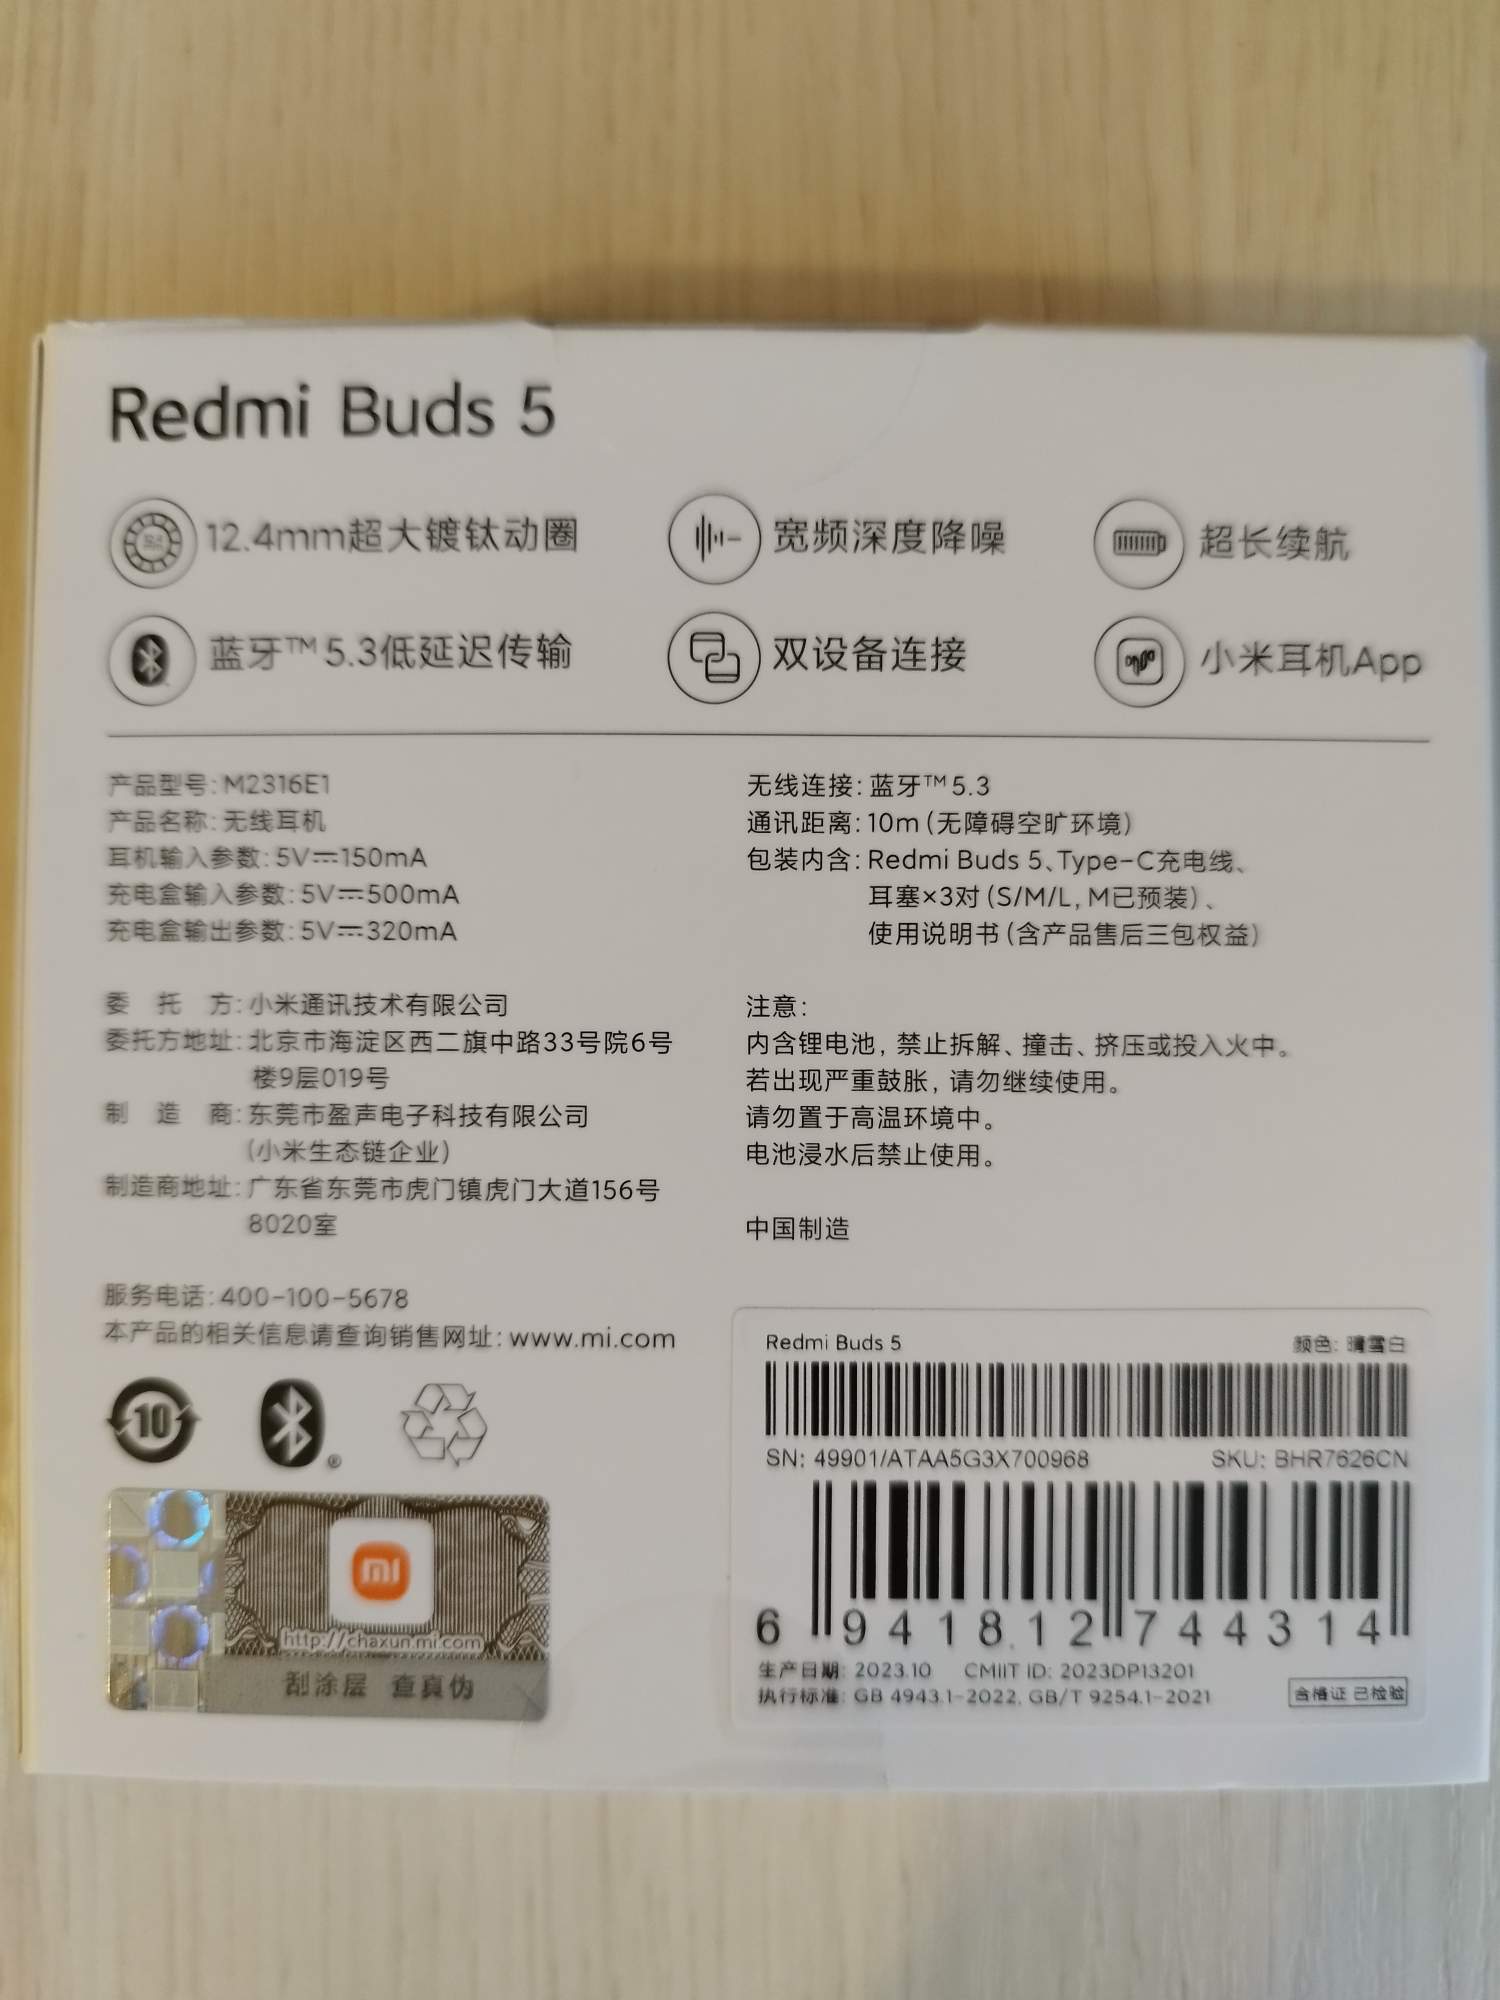 Redmi Buds 5
12.4mm超大镀钛动圈
宽频深度降噪
超长续航
蓝牙™5.3低延迟传输
双设备连接
小米耳机App
产品型号: M2316E1
产品名称: 无线耳机
耳机输入参数: 5V⎓150mA
充电盒输入参数: 5V⎓500mA
充电盒输出参数: 5V⎓320mA
委 托 方: 小米通讯技术有限公司
委托方地址: 北京市海淀区西二旗中路33号院6号
楼9层019号
制 造 商: 东莞市盈声电子科技有限公司
(小米生态链企业)
制造商地址: 广东省东莞市虎门镇虎门大道156号
8020室
服务电话: 400-100-5678
本产品的相关信息请查询销售网址: www.mi.com
无线连接: 蓝牙™5.3
通讯距离: 10m (无障碍空旷环境)
包装内含: Redmi Buds 5、Type-C充电线、
耳塞×3对 (S/M/L, M已预装)、
使用说明书 (含产品售后三包权益)
注意:
内含锂电池, 禁止拆解、撞击、挤压或投入火中。
若出现严重鼓胀, 请勿继续使用。
请勿置于高温环境中。
电池浸水后禁止使用。
中国制造
10
®
mi
http://chaxun.mi.com
刮涂层 查真伪
Redmi Buds 5 颜色: 晴雪白
SN: 49901/ATAA5G3X700968 SKU: BHR7626CN
6 941812 744314
生产日期: 2023.10 CMIIT ID: 2023DP13201
执行标准: GB 4943.1-2022, GB/T 9254.1-2021
合格证 已检验